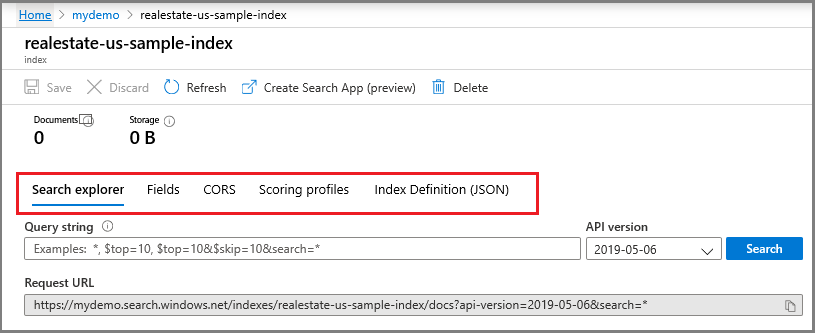 Home > mydemo > realestate-us-sample-index
realestate-us-sample-index
index
Save Discard Refresh Create Search App (preview) Delete
Documents Storage
0 0 B
Search explorer Fields CORS Scoring profiles Index Definition (JSON)
Query string API version
Examples: *, $top=10, $top=10&$skip=10&search=* 2019-05-06 Search
Request URL
https://mydemo.search.windows.net/indexes/realestate-us-sample-index/docs?api-version=2019-05-06&search=*